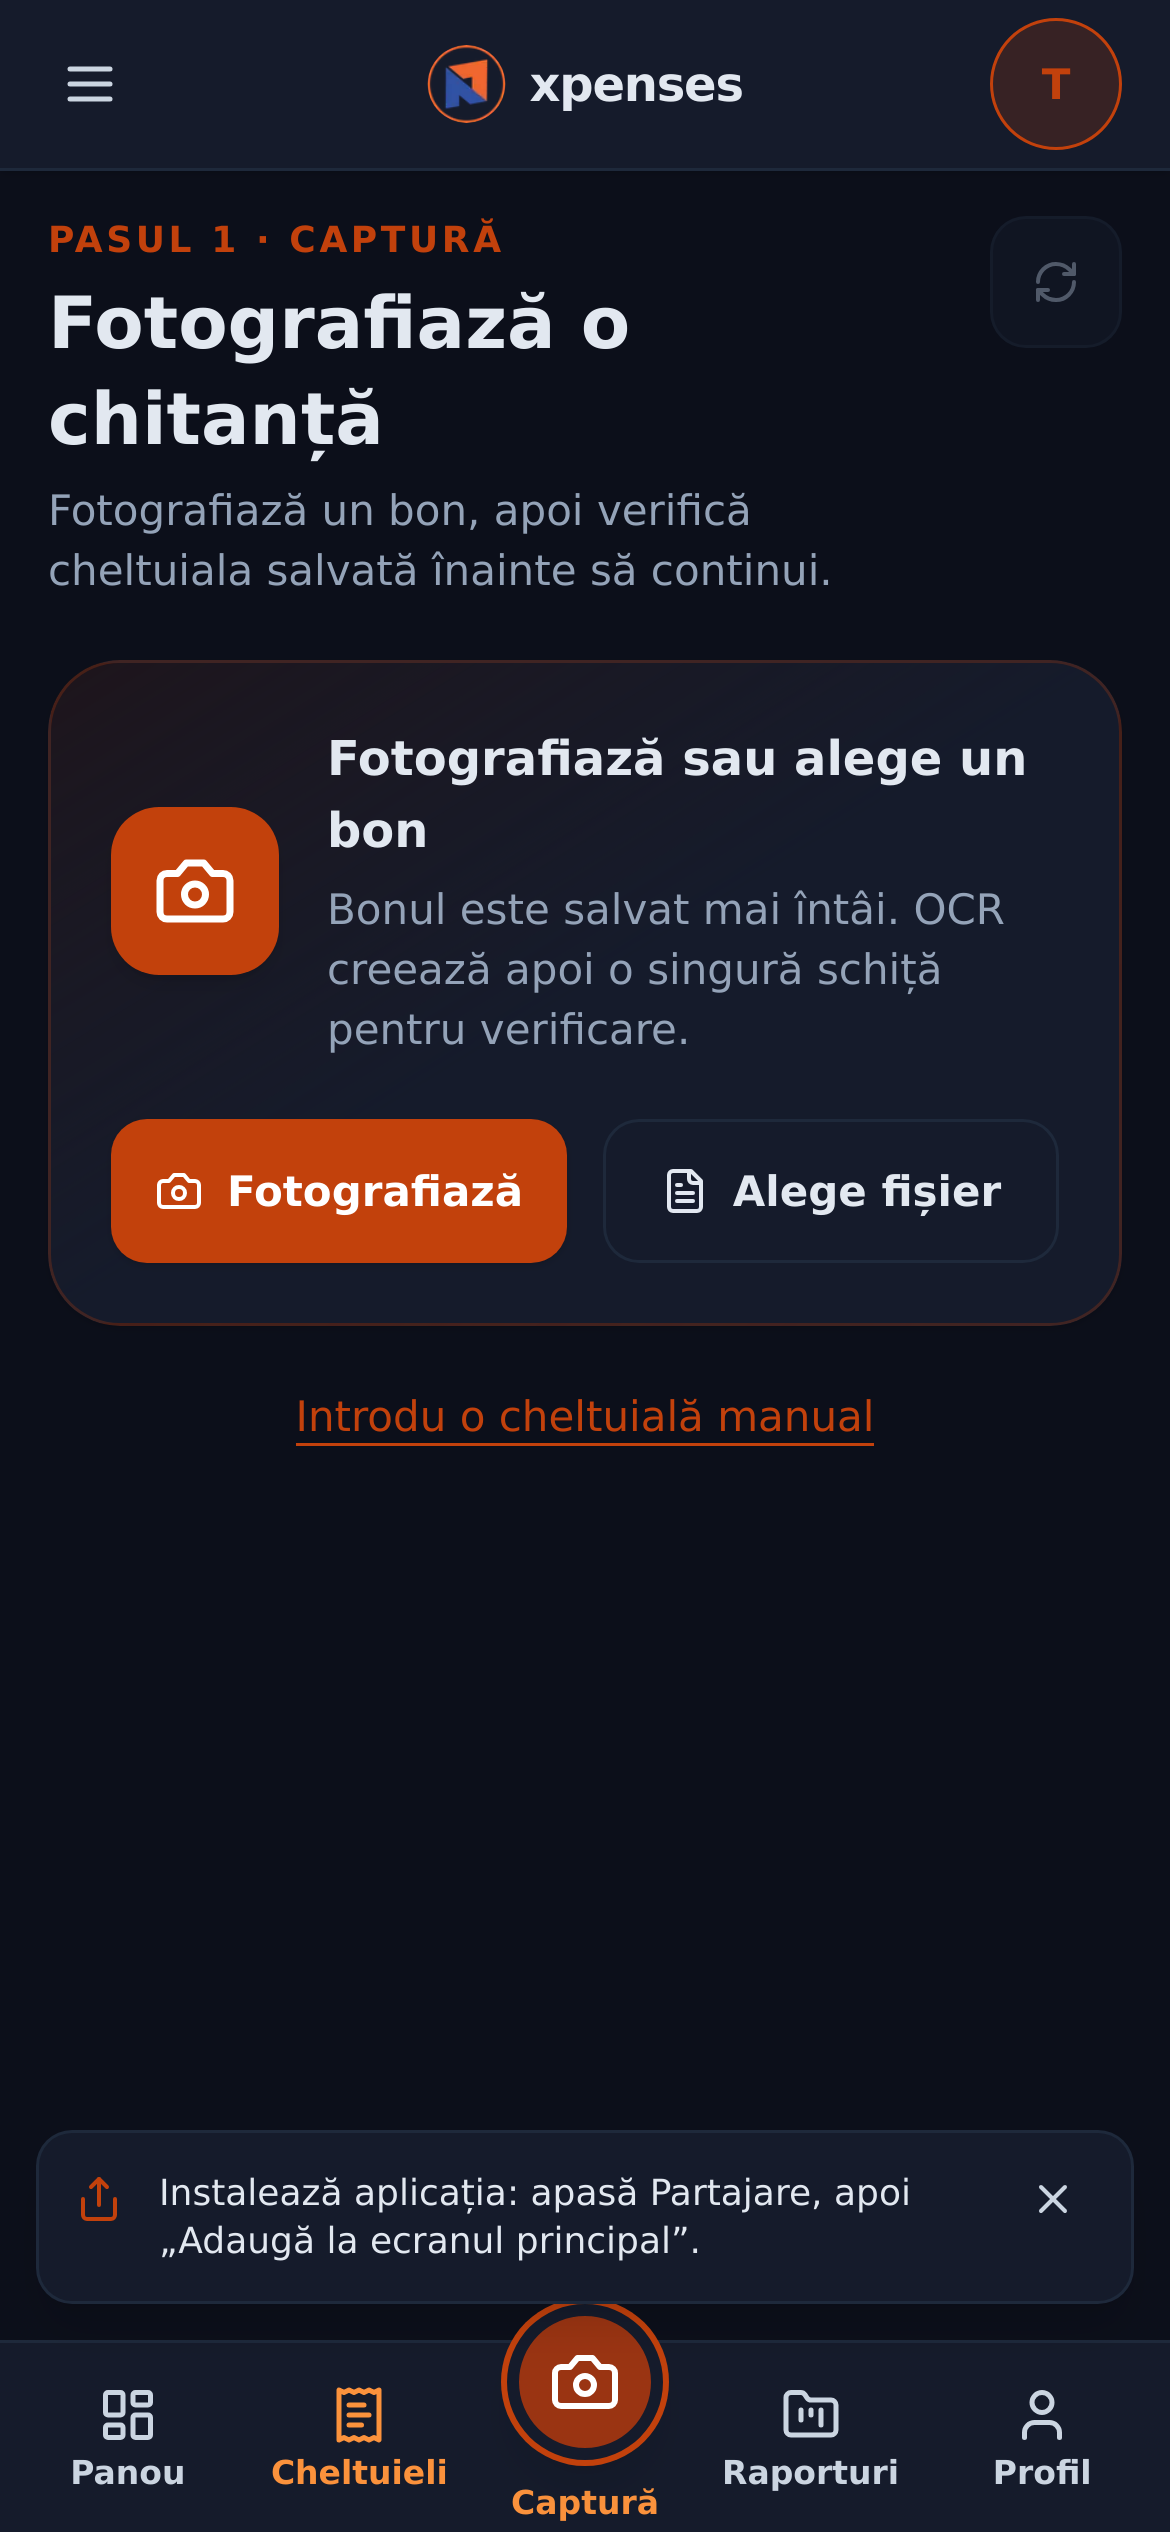 xpenses
T
PASUL 1 · CAPTURĂ
Fotografiază o
chitanță
Fotografiază un bon, apoi verifică
cheltuiala salvată înainte să continui.
Fotografiază sau alege un
bon
Bonul este salvat mai întâi. OCR
creează apoi o singură schiță
pentru verificare.
Fotografiază
Alege fișier
Introdu o cheltuială manual
Instalează aplicația: apasă Partajare, apoi
„Adaugă la ecranul principal”.
Panou
Cheltuieli
Captură
Raporturi
Profil